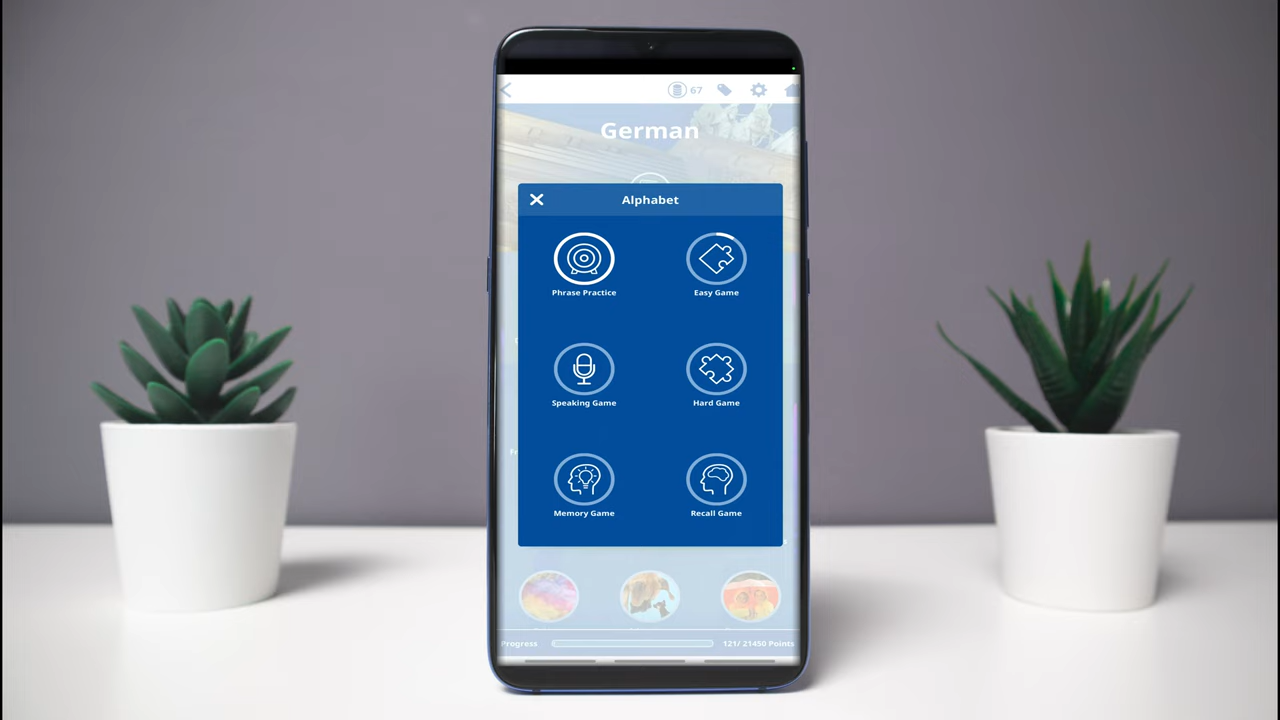 67
German
Alphabet
Phrase Practice
Easy Game
Speaking Game
Hard Game
Memory Game
Recall Game
Progress
121/ 21450 Points